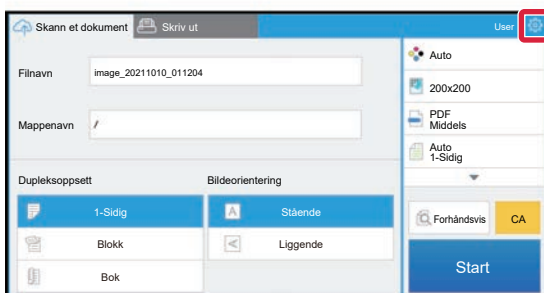 Skann et dokument
Skriv ut
User
Filnavn
image_20211010_011204
Mappenavn
/
Dupleksoppsett
Bildeorientering
1-Sidig
Stående
Blokk
Liggende
Bok
Auto
200x200
PDF
Middels
Auto
1-Sidig
Forhåndsvis
CA
Start